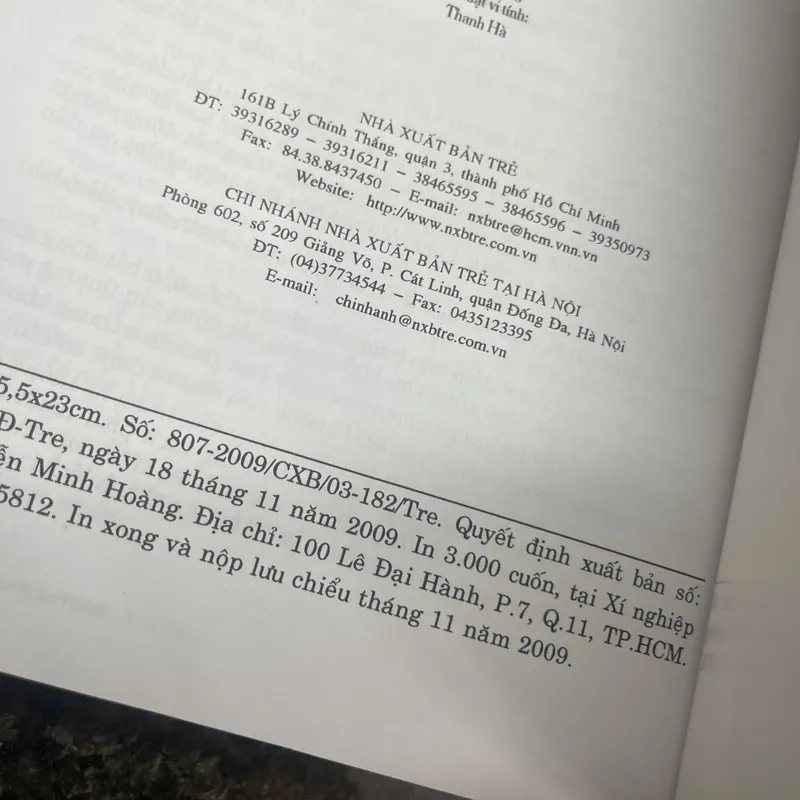 vi tính:
Thanh Hà
NHÀ XUẤT BẢN TRẺ
161B Lý Chính Thắng, quận 3, thành phố Hồ Chí Minh
ĐT: 39316289 – 39316211 – 38465595 – 38465596 – 39350973
Fax: 84.38.8437450 – E-mail: nxbtre@hcm.vnn.vn
Website: http://www.nxbtre.com.vn
CHI NHÁNH NHÀ XUẤT BẢN TRẺ TẠI HÀ NỘI
Phòng 602, số 209 Giảng Võ, P. Cát Linh, quận Đống Đa, Hà Nội
ĐT: (04)37734544 – Fax: 0435123395
E-mail: chinhanh@nxbtre.com.vn
5,5x23cm. Số: 807-2009/CXB/03-182/Tre. Quyết định xuất bản số:
Đ-Tre, ngày 18 tháng 11 năm 2009. In 3.000 cuốn, tại Xí nghiệp
ễn Minh Hoàng. Địa chỉ: 100 Lê Đại Hành, P.7, Q.11, TP.HCM.
5812. In xong và nộp lưu chiểu tháng 11 năm 2009.